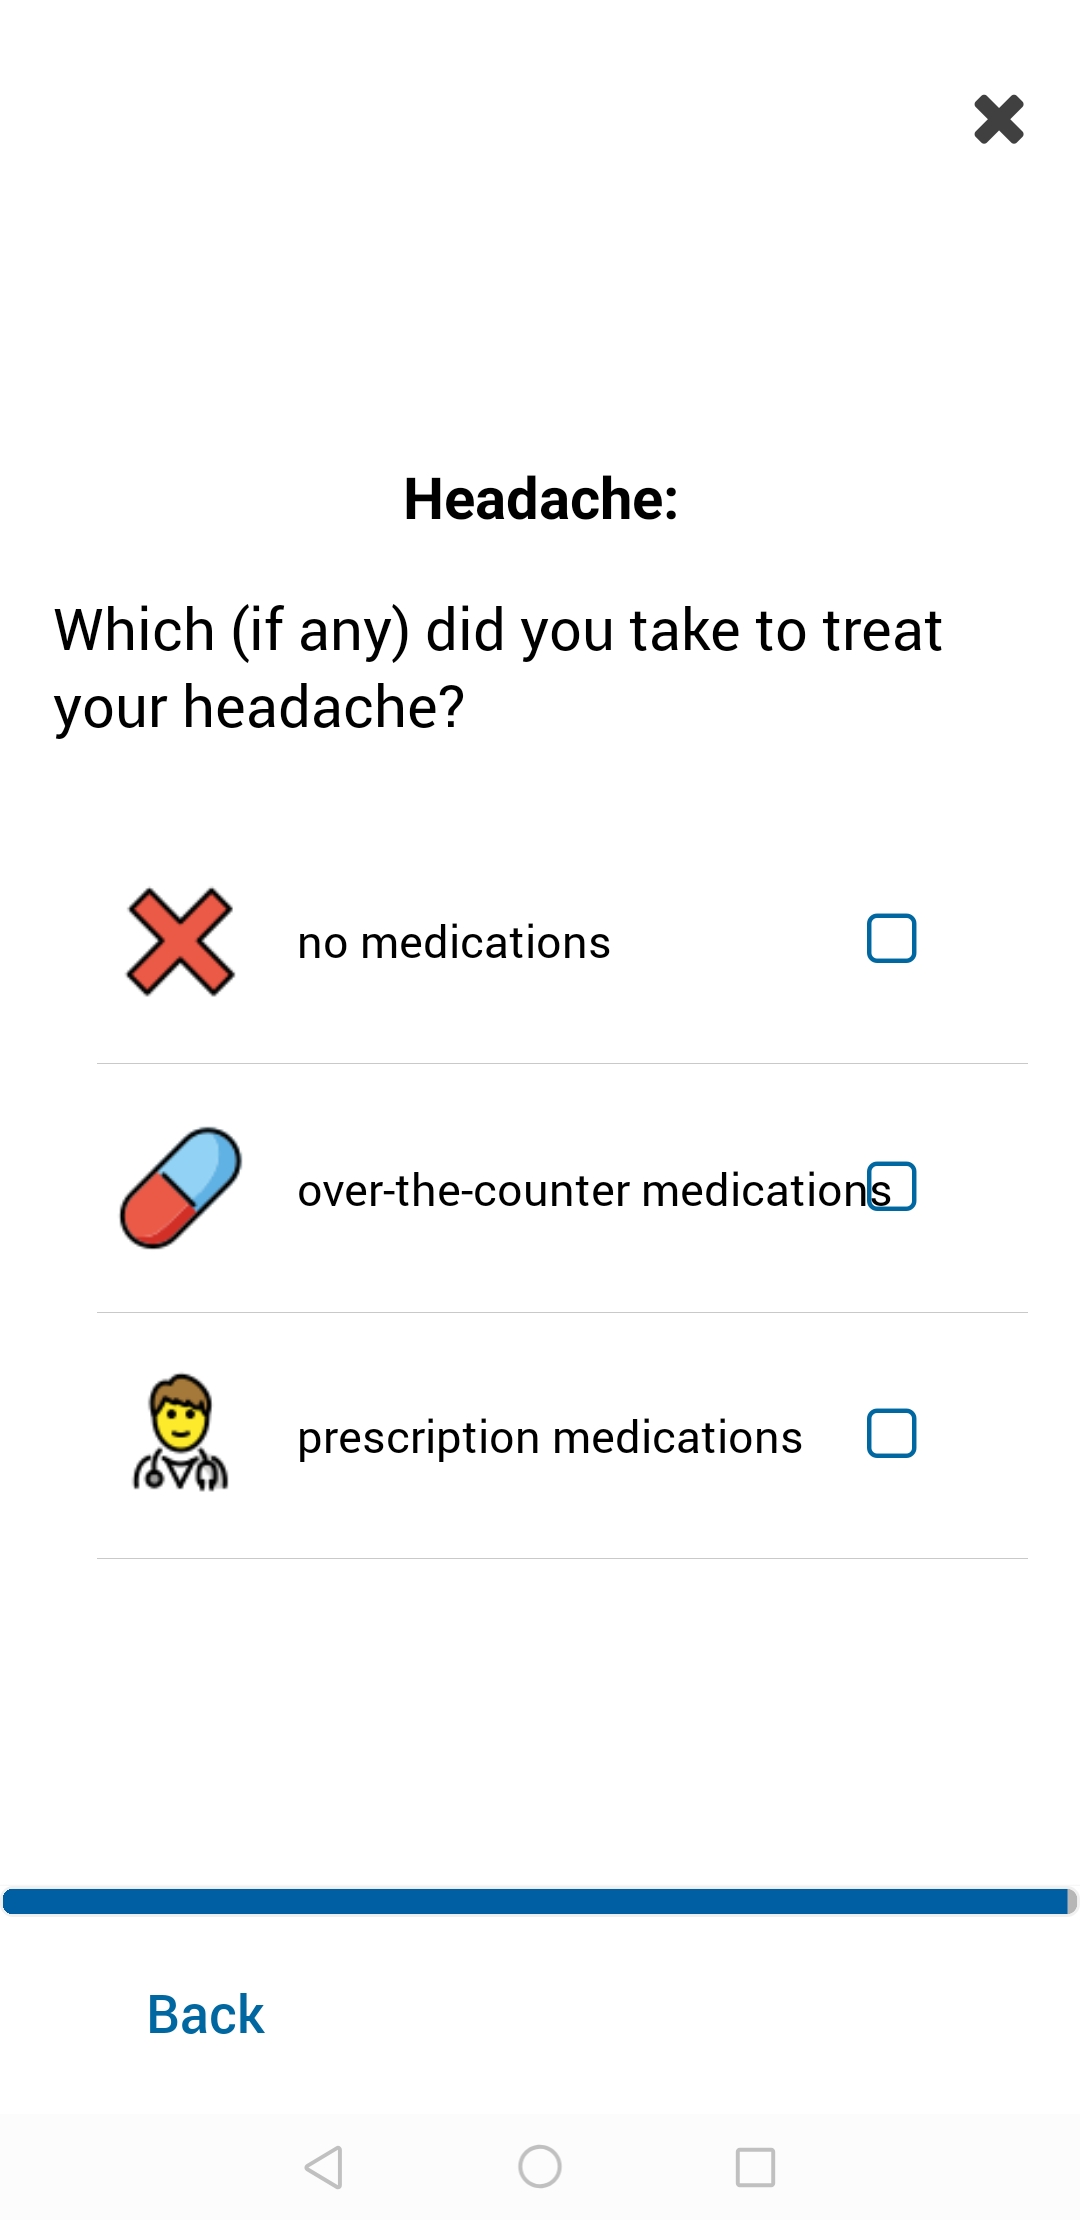 Headache:
Which (if any) did you take to treat
your headache?
no medications
over-the-counter medications
prescription medications
Back